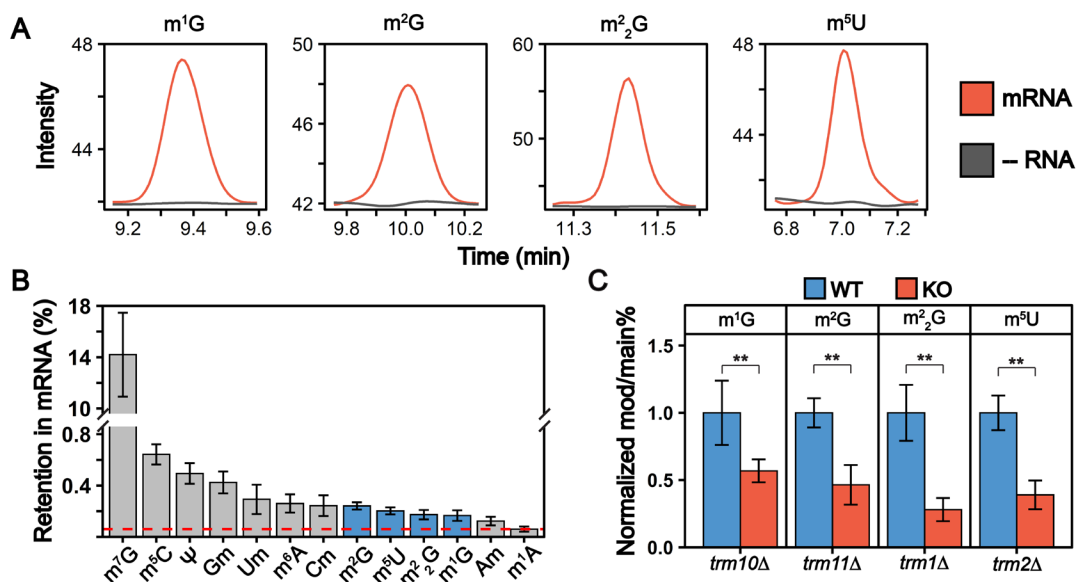 A
m¹G
m²G
m²₂G
m⁵U
Intensity
48
44
9.2 9.4 9.6
50
46
42
9.8 10.0 10.2
60
50
11.3 11.5
48
44
6.8 7.0 7.2
Time (min)
mRNA
-- RNA
B
Retention in mRNA (%)
18
14
10
0.8
0.4
m⁷G m⁵C Ψ Gm Um m⁶A Cm m²G m⁵U m²₂G m¹G Am m¹A
C
WT KO
Normalized mod/main%
m¹G m²G m²₂G m⁵U
1.5
1.0
0.5
0.0
** ** ** **
trm10Δ trm11Δ trm1Δ trm2Δ